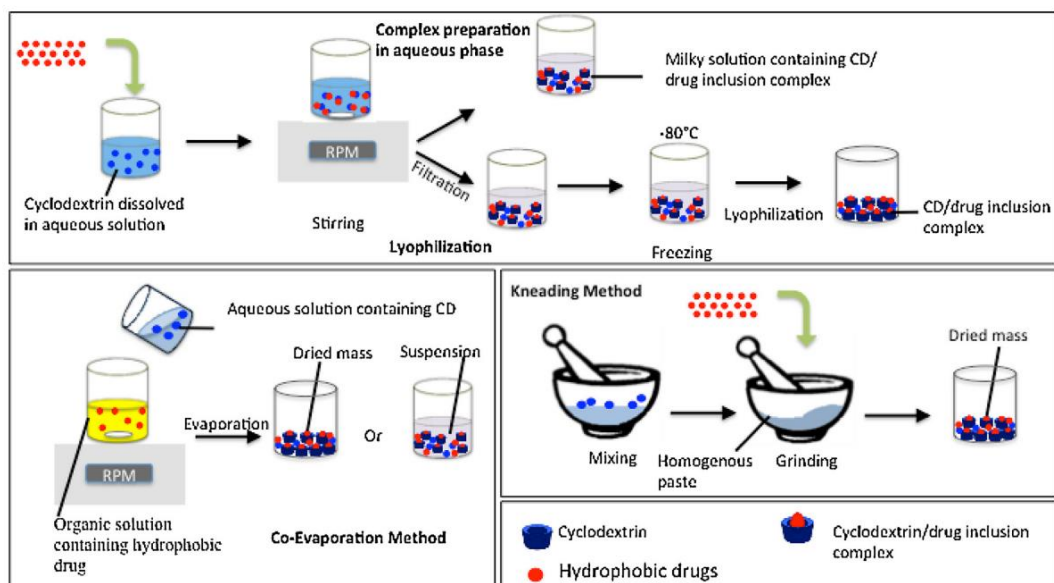 Complex preparation
in aqueous phase
Milky solution containing CD/
drug inclusion complex
Cyclodextrin dissolved
in aqueous solution
RPM
Stirring
Filtration
Lyophilization
-80°C
Freezing
Lyophilization
CD/drug inclusion
complex
Aqueous solution containing CD
RPM
Organic solution
containing hydrophobic
drug
Evaporation
Dried mass
Or
Suspension
Co-Evaporation Method
Kneading Method
Mixing
Homogenous
paste
Grinding
Dried mass
Cyclodextrin
Cyclodextrin/drug inclusion
complex
Hydrophobic drugs